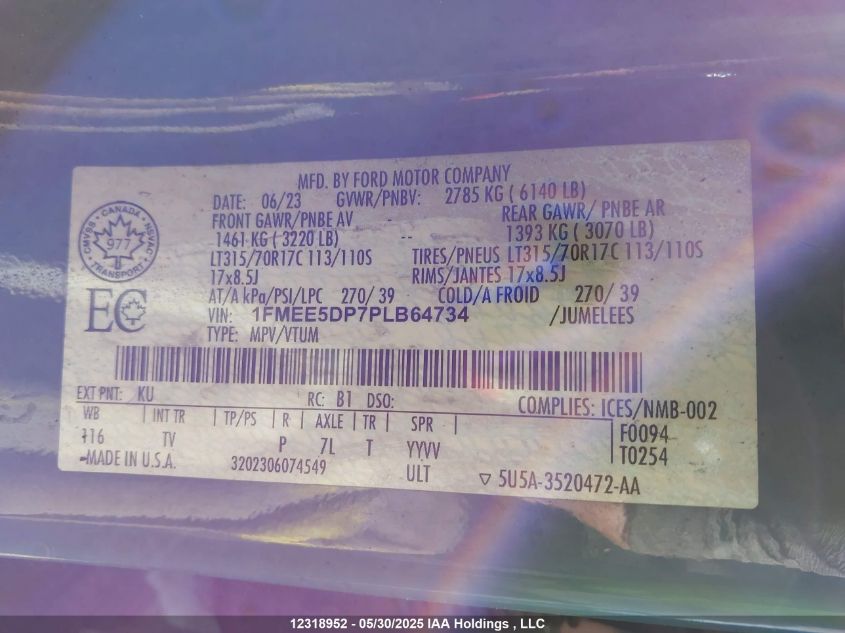 MFD. BY FORD MOTOR COMPANY
DATE: 06/23 GVWR/PNBV: 2785 KG ( 6140 LB)
FRONT GAWR/PNBE AV REAR GAWR/ PNBE AR
1461 KG ( 3220 LB) -- 1393 KG ( 3070 LB)
LT315/70R17C 113/110S TIRES/PNEUS LT315/70R17C 113/110S
17x8.5J RIMS/JANTES 17x8.5J
AT/A kPa/PSI/LPC 270/ 39 COLD/A FROID 270/ 39
VIN: 1FMEE5DP7PLB64734 /JUMELEES
TYPE: MPV/VTUM
CANADA
CMVSS NSVAC
977
TRANSPORT
EC
EXT PNT: KU RC: B1 DSO: COMPLIES: ICES/NMB-002
WB INT TR TP/PS R AXLE TR SPR F0094
116 TV P 7L T YYVV T0254
MADE IN U.S.A. 3202306074549 ULT 5U5A-3520472-AA
12318952 - 05/30/2025 IAA Holdings , LLC